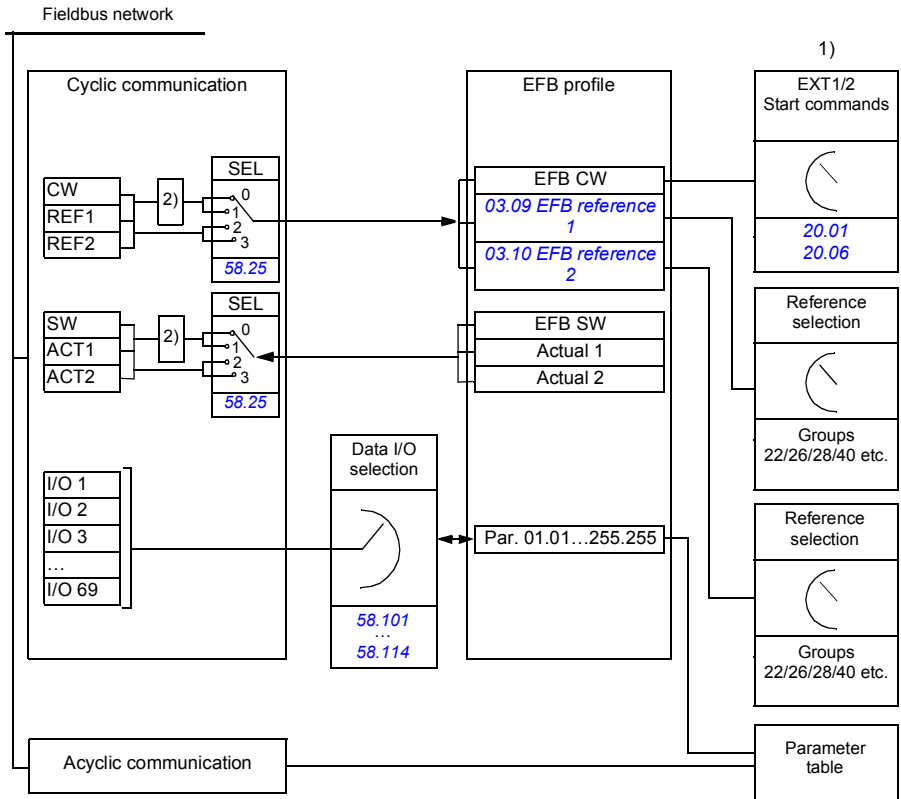 Fieldbus network
Cyclic communication
CW
REF1
REF2
2)
SEL
0
1
2
3
58.25
SW
ACT1
ACT2
2)
SEL
0
1
2
3
58.25
I/O 1
I/O 2
I/O 3
…
I/O 69
Data I/O
selection
58.101
…
58.114
EFB profile
EFB CW
03.09 EFB reference
1
03.10 EFB reference
2
EFB SW
Actual 1
Actual 2
Par. 01.01…255.255
1)
EXT1/2
Start commands
20.01
20.06
Reference
selection
Groups
22/26/28/40 etc.
Reference
selection
Groups
22/26/28/40 etc.
Acyclic communication
Parameter
table